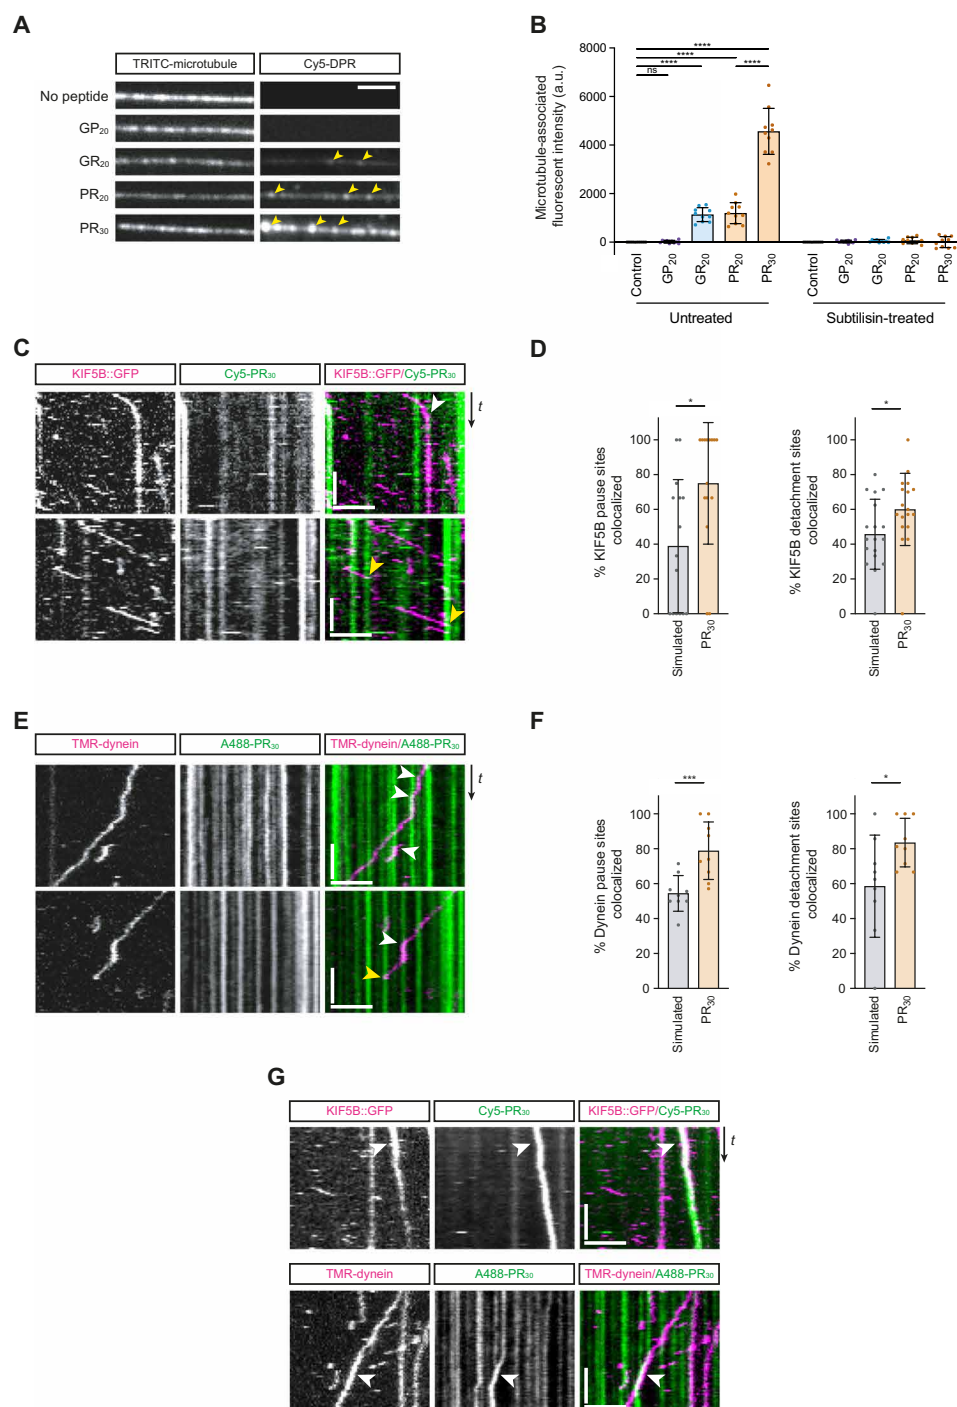 A
TRITC-microtubule
Cy5-DPR
No peptide
GP20
GR20
PR20
PR30
B
Microtubule-associated
fluorescent intensity (a.u.)
8000
6000
4000
2000
0
****
****
****
****
ns
Control
GP20
GR20
PR20
PR30
Control
GP20
GR20
PR20
PR30
Untreated
Subtilisin-treated
C
KIF5B::GFP
Cy5-PR30
KIF5B::GFP/Cy5-PR30
t
D
% KIF5B pause sites
colocalized
100
80
60
40
20
0
*
Simulated
PR30
% KIF5B detachment sites
colocalized
100
80
60
40
20
0
*
Simulated
PR30
E
TMR-dynein
A488-PR30
TMR-dynein/A488-PR30
t
F
% Dynein pause sites
colocalized
100
80
60
40
20
0
***
Simulated
PR30
% Dynein detachment sites
colocalized
100
80
60
40
20
0
*
Simulated
PR30
G
KIF5B::GFP
Cy5-PR30
KIF5B::GFP/Cy5-PR30
t
TMR-dynein
A488-PR30
TMR-dynein/A488-PR30